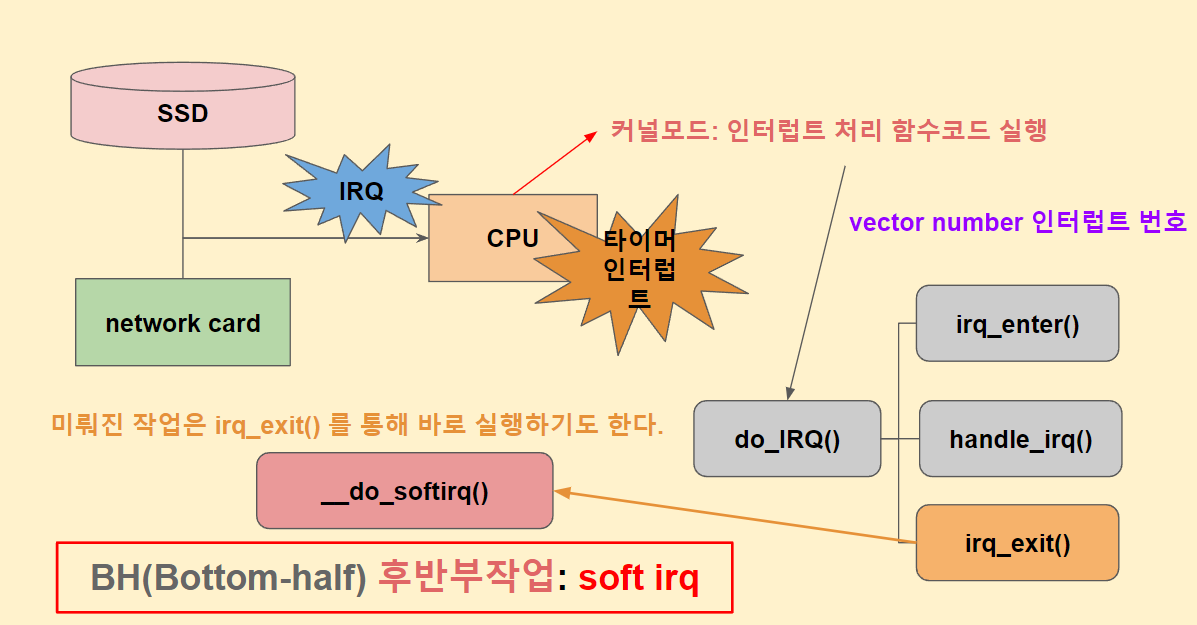 SSD
커널모드: 인터럽트 처리 함수코드 실행
IRQ
vector number 인터럽트 번호
CPU
타이머
인터럽
트
network card
irq_enter()
미뤄진 작업은 irq_exit() 를 통해 바로 실행하기도 한다.
do_IRQ()
handle_irq()
__do_softirq()
irq_exit()
BH(Bottom-half) 후반부작업: soft irq